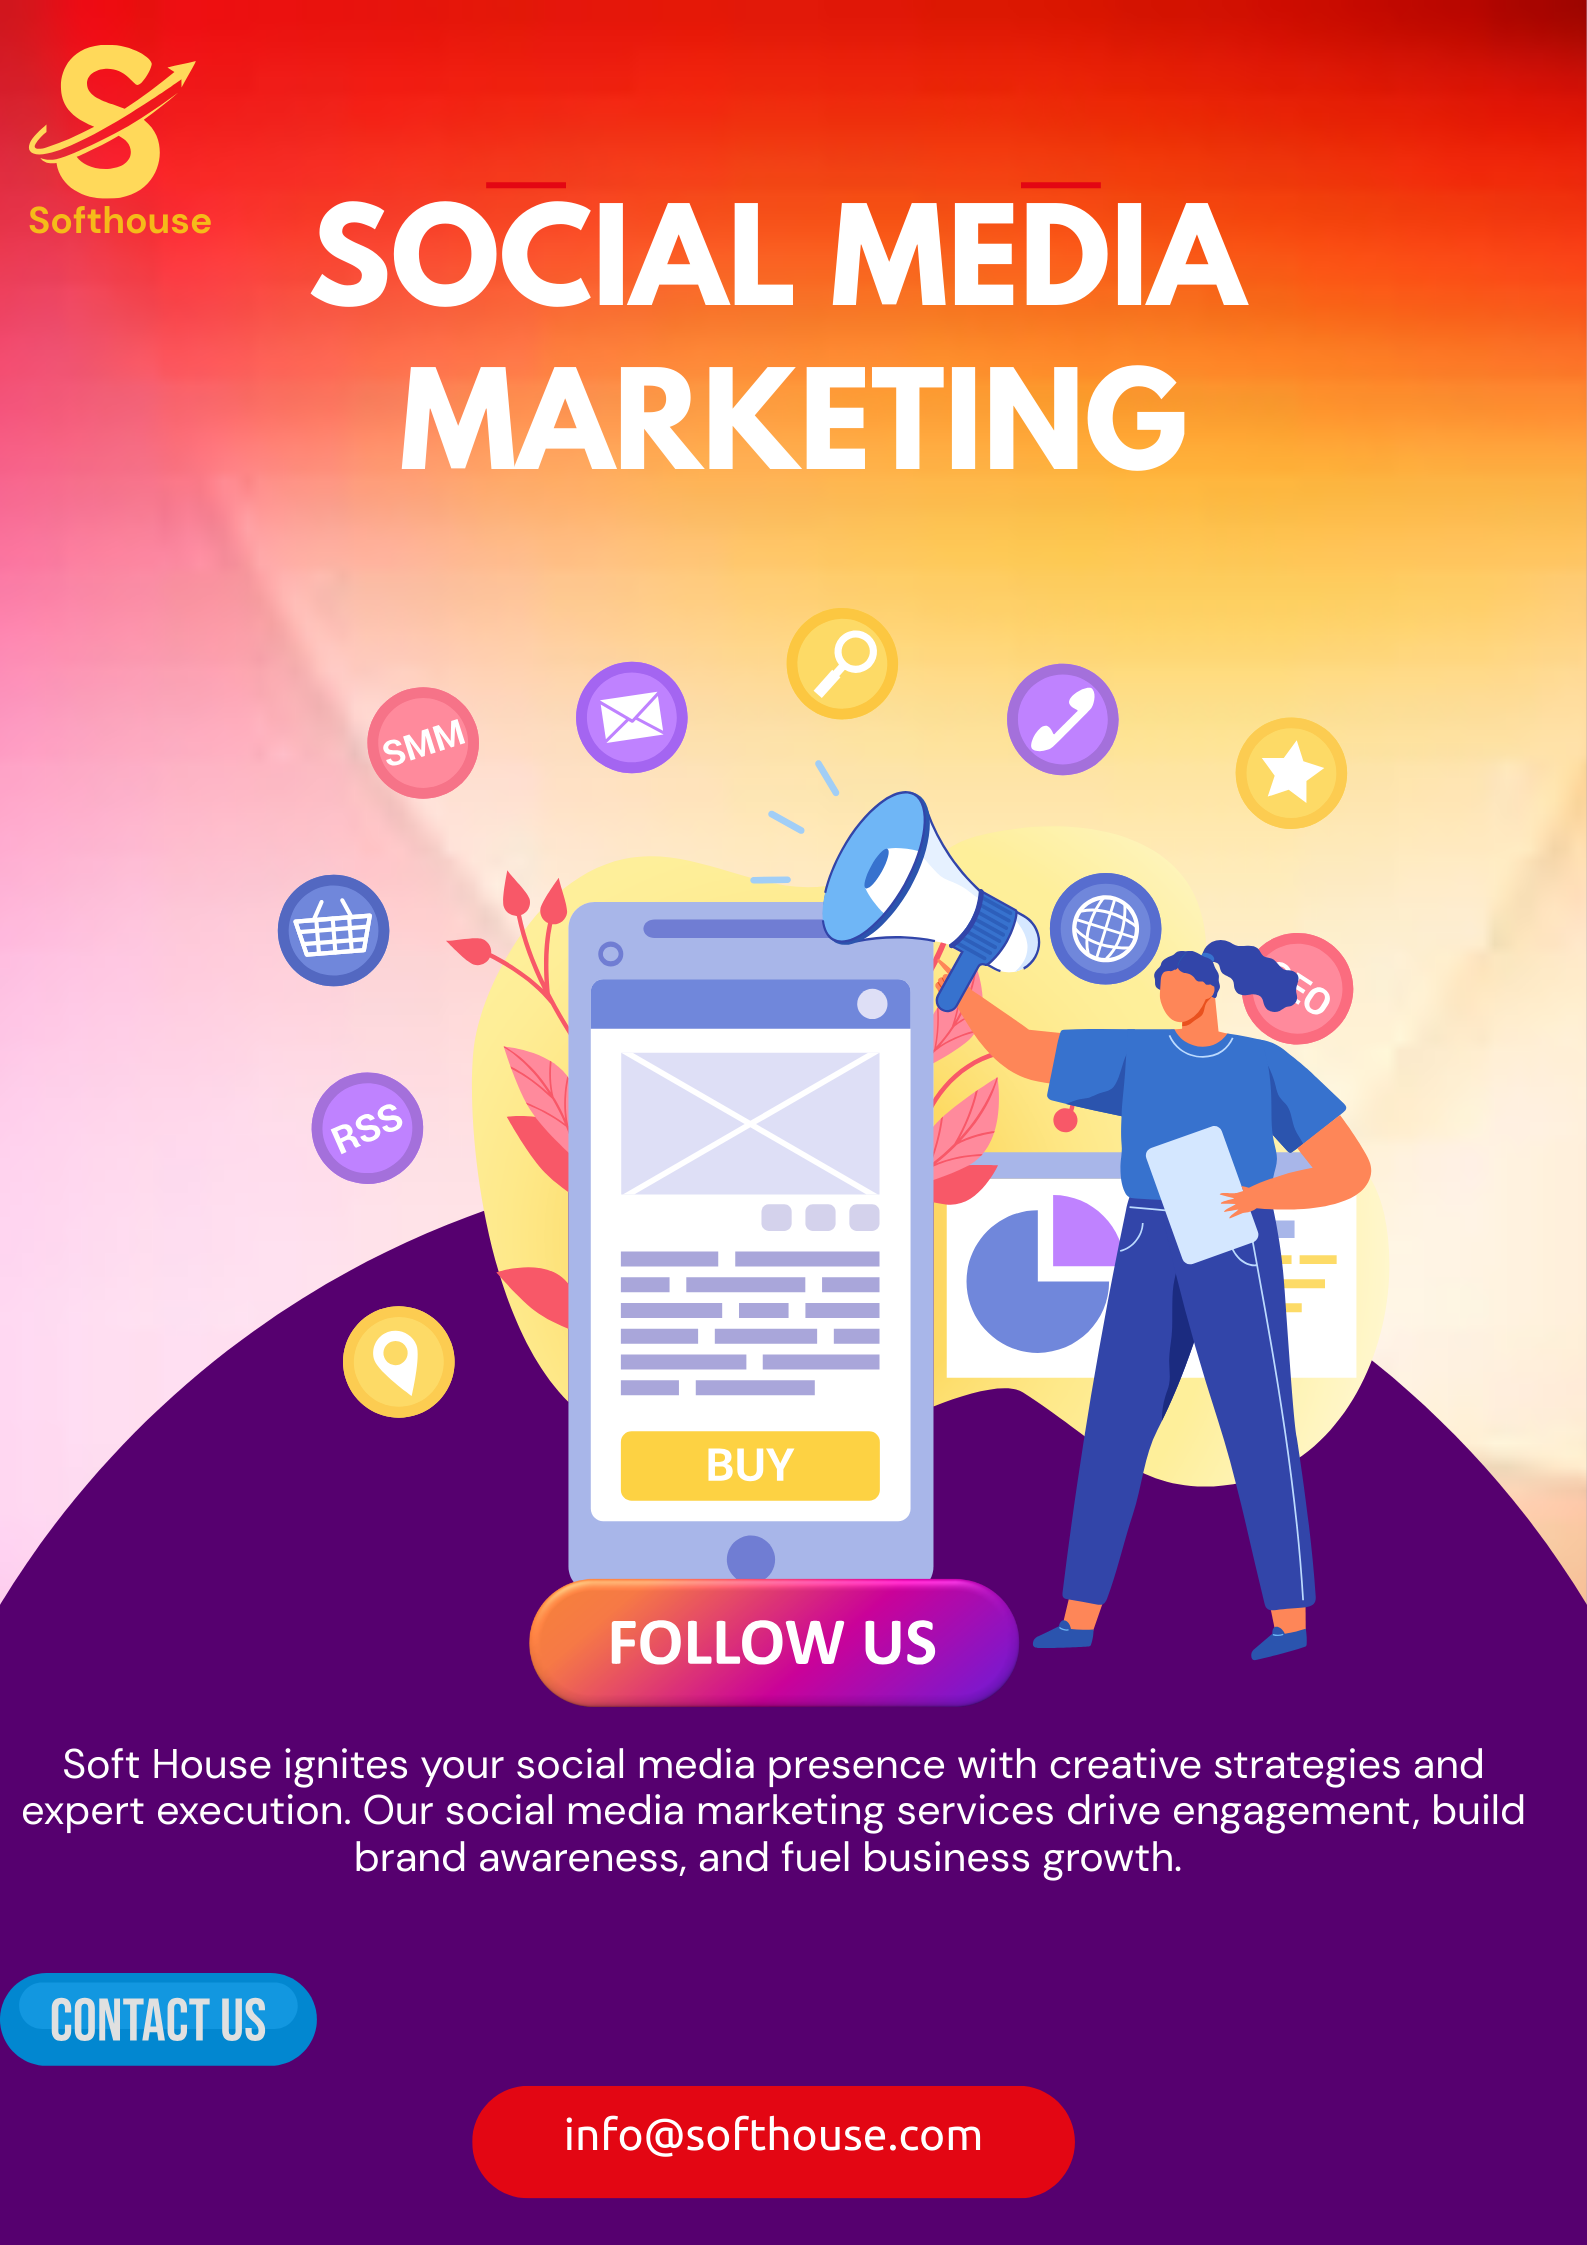 Softhouse
SOCIAL MEDIA
MARKETING
SMM
RSS
BUY
FOLLOW US
Soft House ignites your social media presence with creative strategies and
expert execution. Our social media marketing services drive engagement, build
brand awareness, and fuel business growth.
CONTACT US
info@softhouse.com